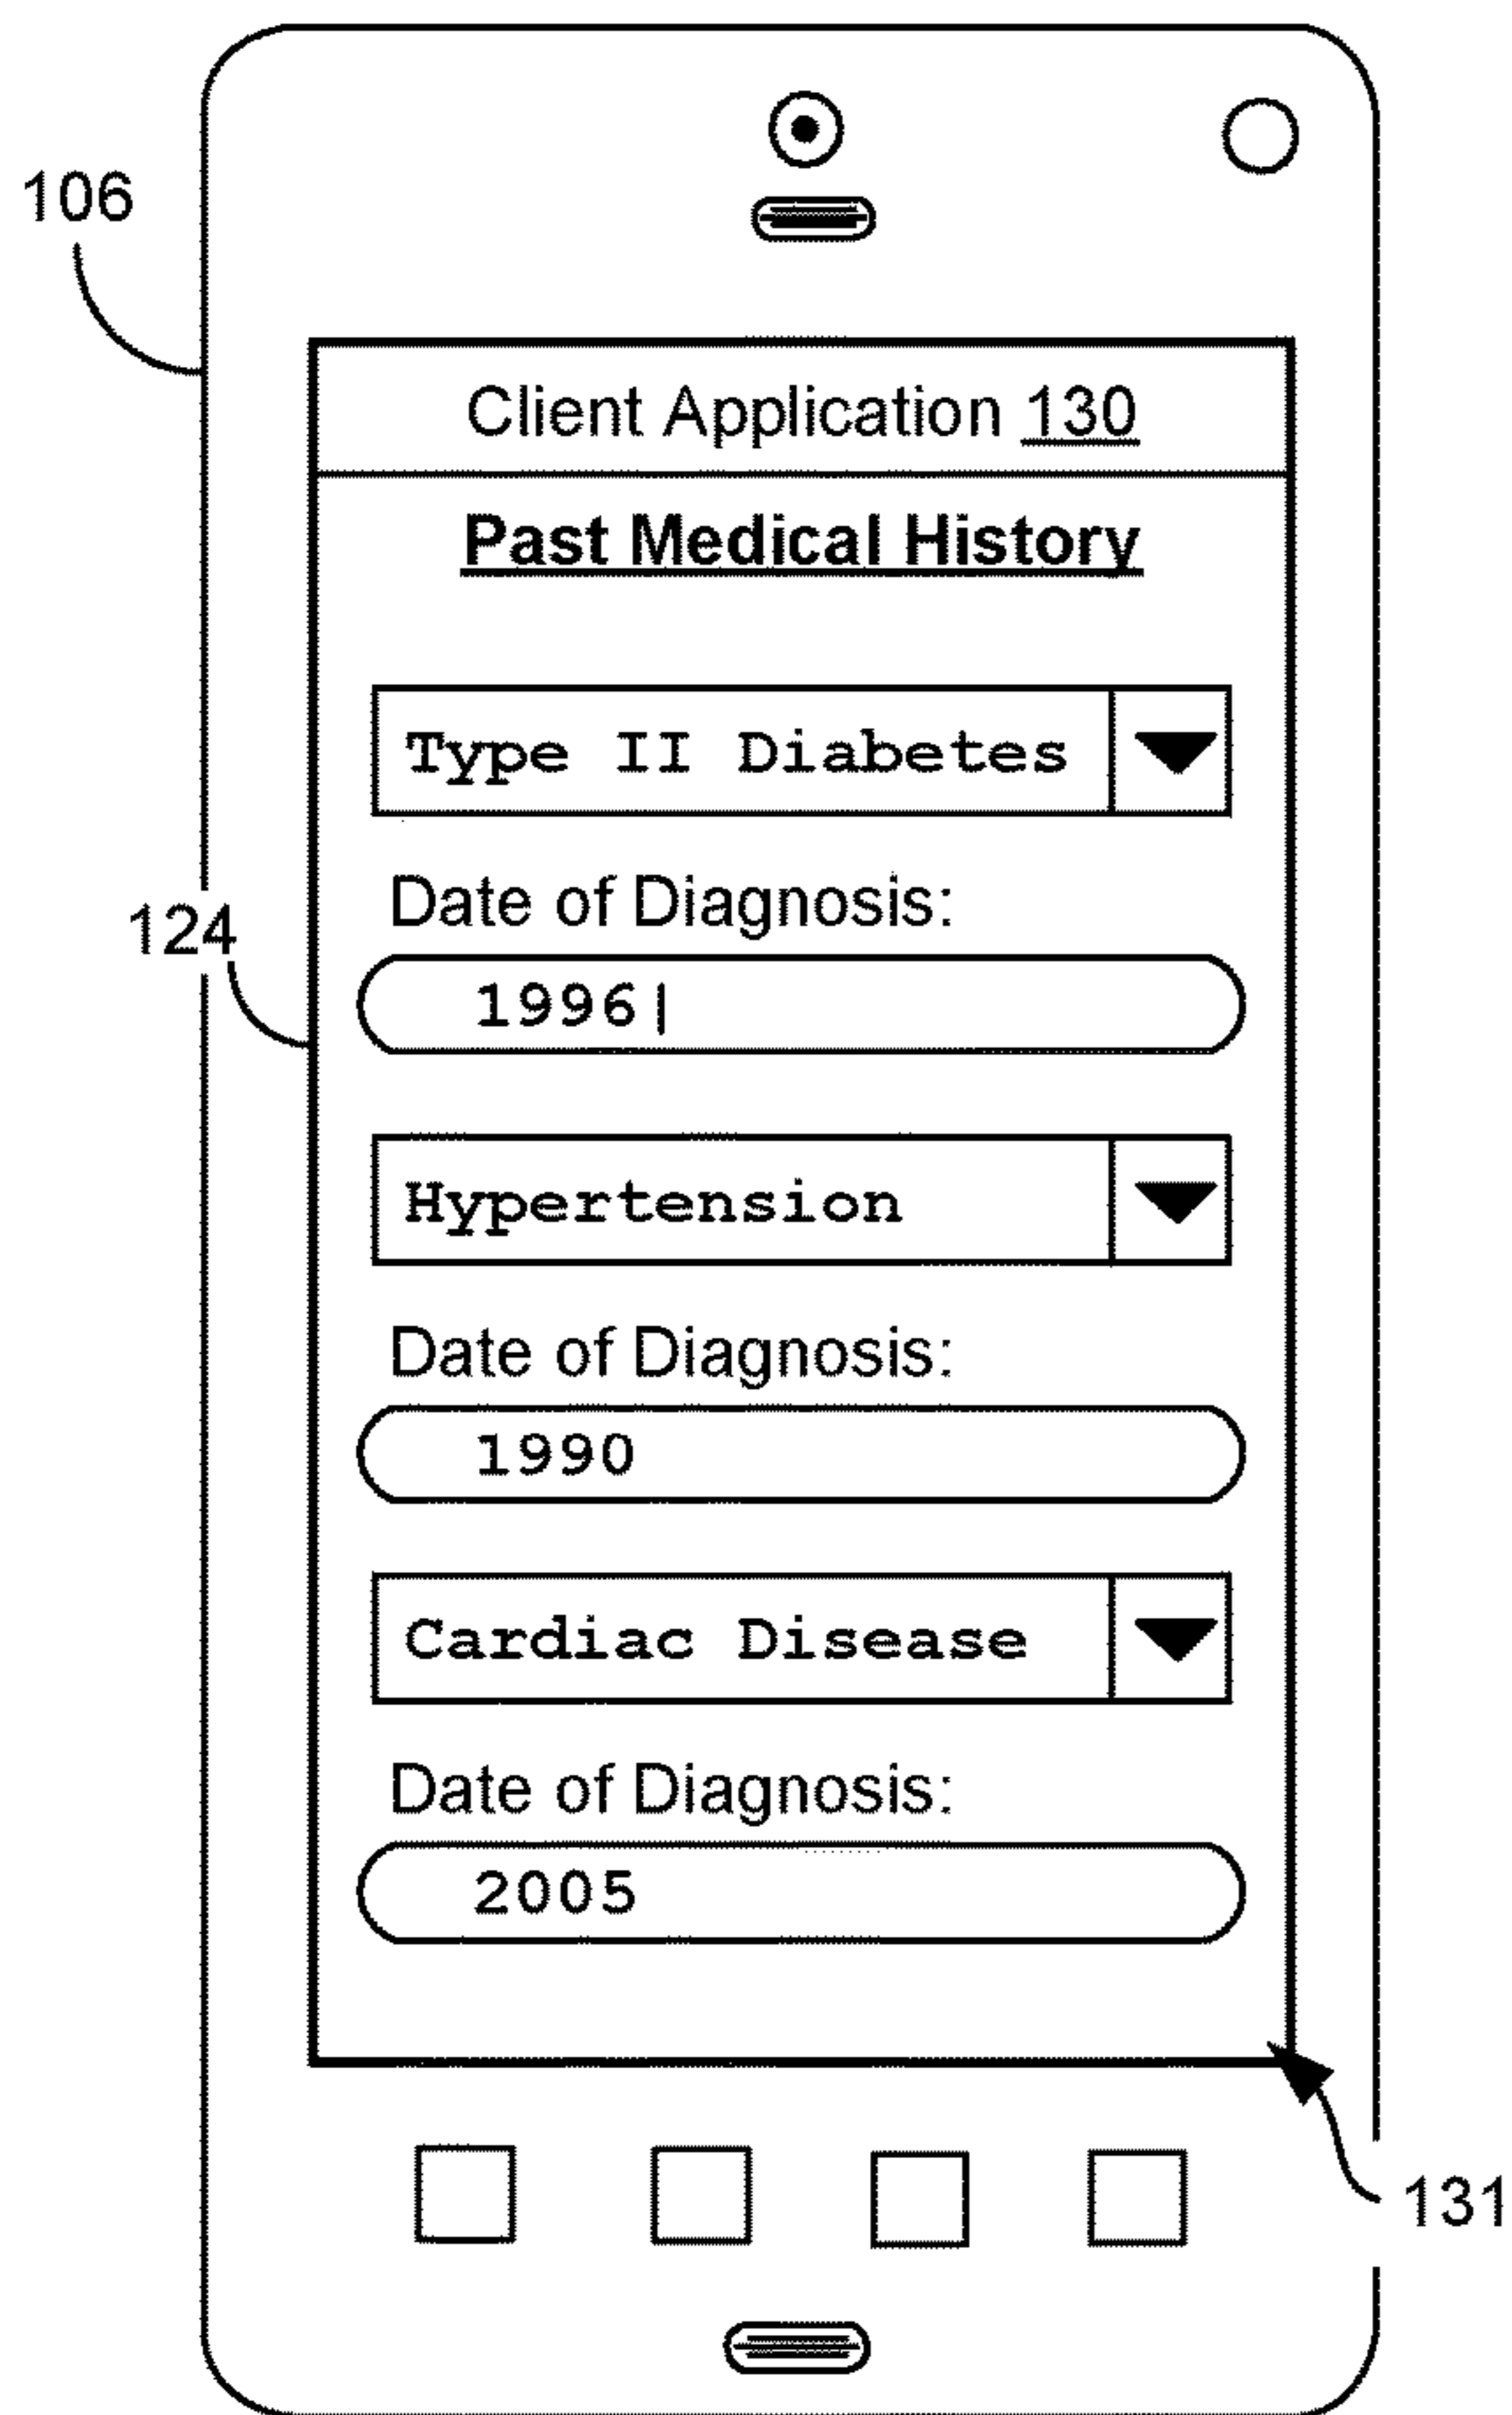 106
Client Application 130
Past Medical History
Type II Diabetes
124
Date of Diagnosis:
1996|
Hypertension
Date of Diagnosis:
1990
Cardiac Disease
Date of Diagnosis:
2005
131